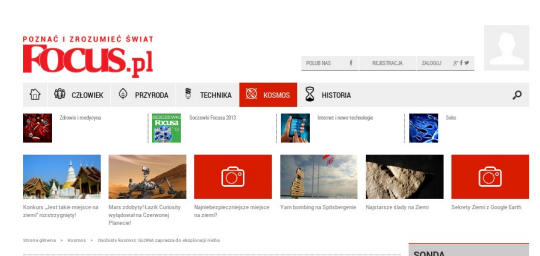 POZNAĆ I ZROZUMIEĆ ŚWIAT
FOCUS.pl
POLUB NAS f REJESTRACJA ZALOGUJ
CZŁOWIEK PRZYRODA TECHNIKA KOSMOS HISTORIA
Zdrowie i medycyna
Soczewki Focusa 2013
Internet i nowe technologie
Seks
Konkurs „Jest takie miejsce na
ziemi” rozstrzygnięty!
Mars zdobyty! Łazik Curiosity
wylądował na Czerwonej
Planecie!
Najniebezpieczniejsze miejsce
na ziemi?
Yarn bombing na Spitsbergenie
Najstarsze ślady na Ziemi
Sekrety Ziemi z Google Earth
Strona główna > Kosmos >
zaprasza do eksploracji nieba
SONDA